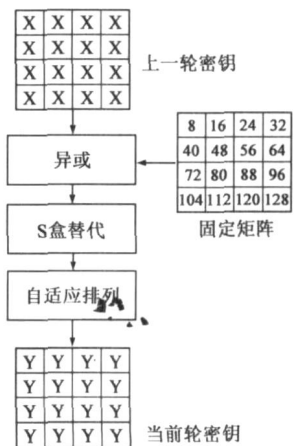 X X X X
X X X X
X X X X
X X X X
上一轮密钥
异或
8 16 24 32
40 48 56 64
72 80 88 96
104 112 120 128
固定矩阵
S盒替代
自适应排列
Y Y Y Y
Y Y Y Y
Y Y Y Y
Y Y Y Y
当前轮密钥